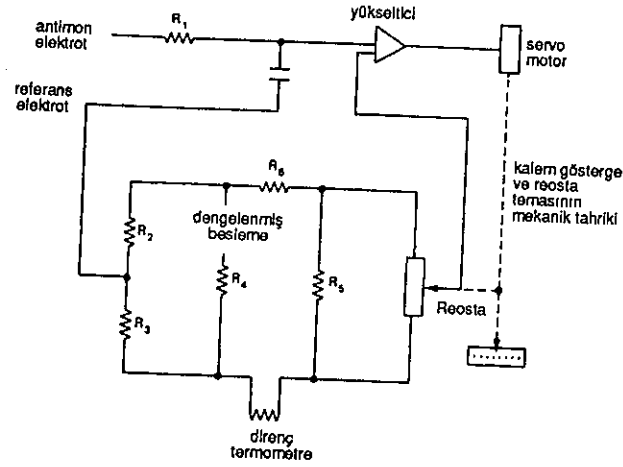 yükseltici
antimon
elektrot
R1
servo
motor
referans
elektrot
R6
kalem gösterge
ve reosta
temasının
mekanik tahriki
R2
dengelenmiş
besleme
R4
R5
Reosta
R3
direnç
termometre